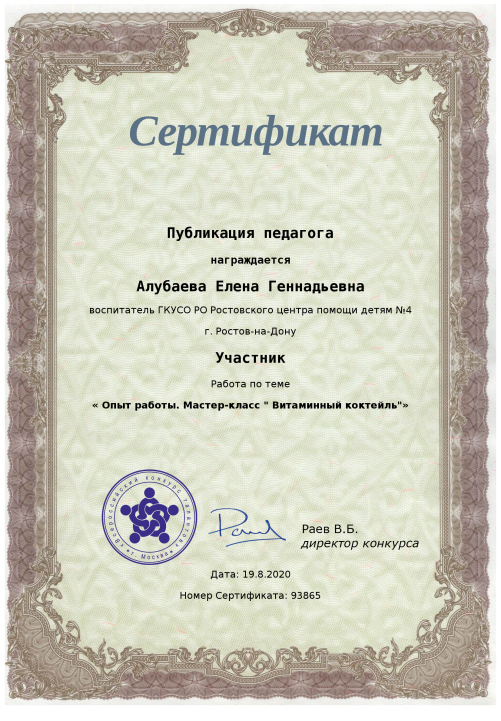 Сертификат
Публикация педагога
награждается
Алубаева Елена Геннадьевна
воспитатель ГКУСО РО Ростовского центра помощи детям №4
г. Ростов-на-Дону
Участник
Работа по теме
« Опыт работы. Мастер-класс " Витаминный коктейль"»
«Всероссийский конкурс талантов»
г. Москва
Раев В.Б.
директор конкурса
Дата: 19.8.2020
Номер Сертификата: 93865